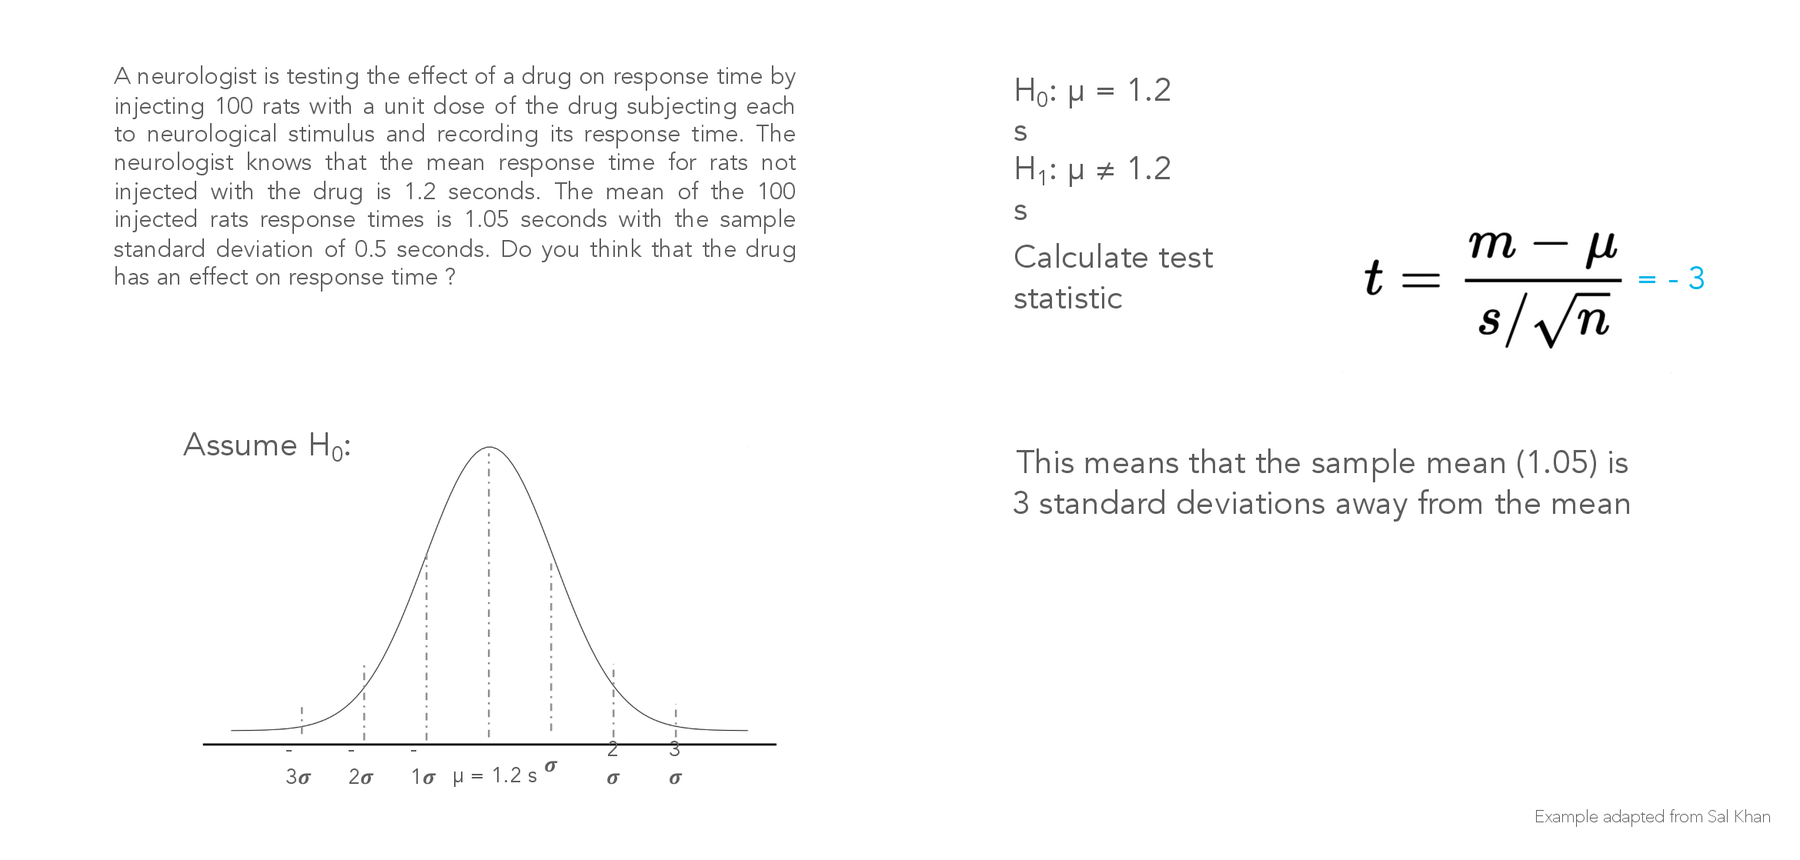 A neurologist is testing the effect of a drug on response time by
injecting 100 rats with a unit dose of the drug subjecting each
to neurological stimulus and recording its response time. The
neurologist knows that the mean response time for rats not
injected with the drug is 1.2 seconds. The mean of the 100
injected rats response times is 1.05 seconds with the sample
standard deviation of 0.5 seconds. Do you think that the drug
has an effect on response time ?
H₀: μ = 1.2
s
H₁: μ ≠ 1.2
s
Calculate test
statistic
t = (m − μ) / (s/√n) = - 3
Assume H₀:
This means that the sample mean (1.05) is
3 standard deviations away from the mean
- - - 2 3
3σ 2σ 1σ μ = 1.2 s σ σ σ
Example adapted from Sal Khan